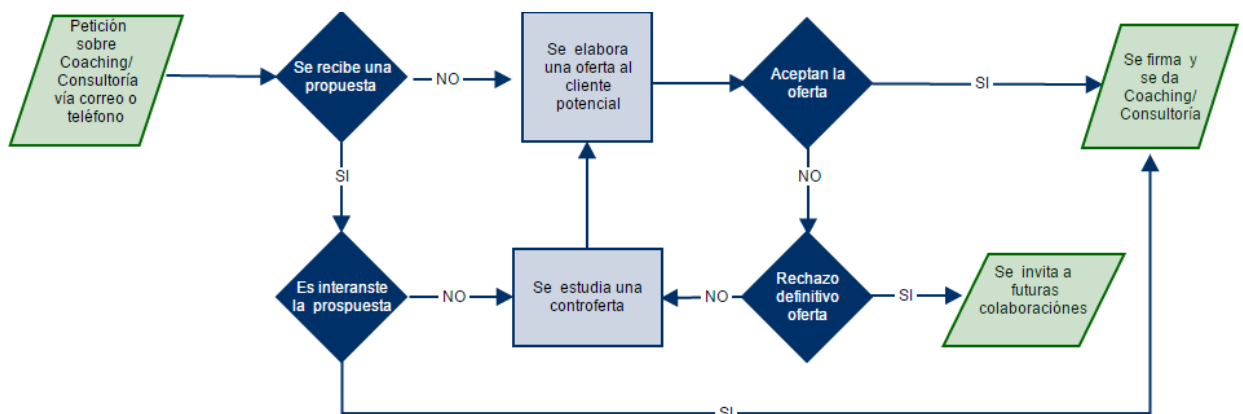 Petición
sobre
Coaching/
Consultoría
vía correo o
teléfono
Se recibe una
propuesta
NO
Se elabora
una oferta al
cliente
potencial
Aceptan la
oferta
SI
Se firma y
se da
Coaching/
Consultoría
SI
NO
Es interanste
la prospuesta
NO
Se estudia una
controferta
NO
Rechazo
definitivo
oferta
SI
Se invita a
futuras
colaboraciónes
SI